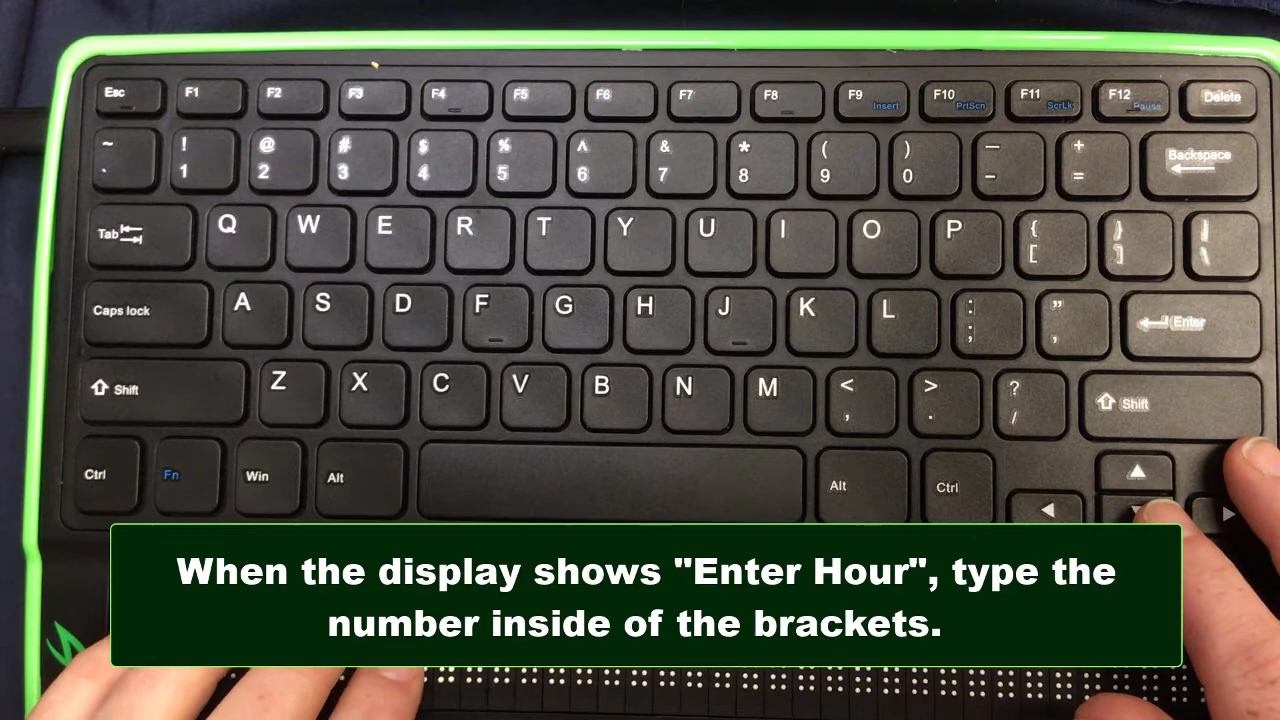 Esc F1 F2 F3 F4 F5 F6 F7 F8 F9 Insert F10 PrtScn F11 ScrLk F12 Pause Delete
~ ! @ # $ % ^ & * ( ) — + Backspace
` 1 2 3 4 5 6 7 8 9 0 - =
Tab Q W E R T Y U I O P { [ } ] | \
Caps lock A S D F G H J K L : ; " ' Enter
Shift Z X C V B N M < , > . ? / Shift
Ctrl Fn Win Alt Alt Ctrl
When the display shows "Enter Hour", type the
number inside of the brackets.